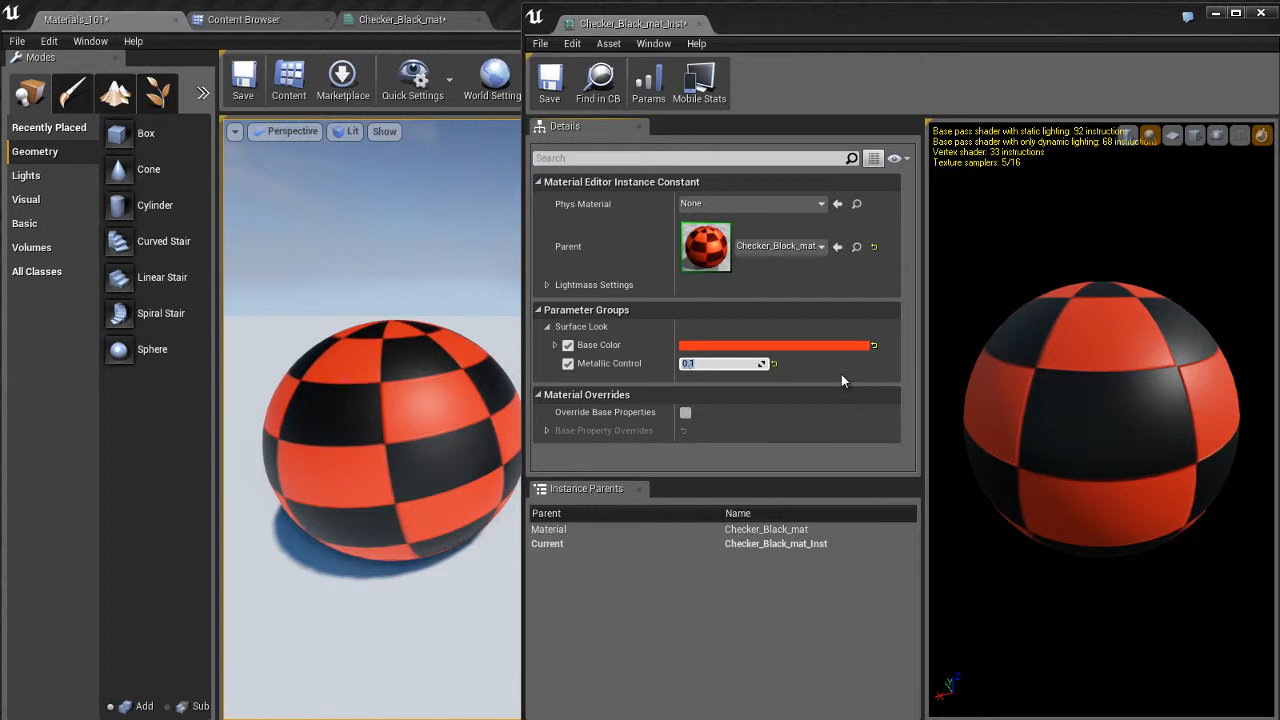 Materials_101*
Content Browser
Checker_Black_mat*
Checker_Black_mat_Inst*
File Edit Window Help
File Edit Asset Window Help
Modes
Save
Content
Marketplace
Quick Settings
World Setting
Save
Find in CB
Params
Mobile Stats
Recently Placed
Geometry
Lights
Visual
Basic
Volumes
All Classes
Box
Cone
Cylinder
Curved Stair
Linear Stair
Spiral Stair
Sphere
Add
Sub
Perspective
Lit
Show
Details
Search
Material Editor Instance Constant
Phys Material
None
Parent
Checker_Black_mat
Lightmass Settings
Parameter Groups
Surface Look
Base Color
Metallic Control
0.1
Material Overrides
Override Base Properties
Base Property Overrides
Instance Parents
Parent Name
Material Checker_Black_mat
Current Checker_Black_mat_Inst
Base pass shader with static lighting: 92 instructions
Base pass shader with only dynamic lighting: 68 instructions
Vertex shader: 33 instructions
Texture samplers: 5/16